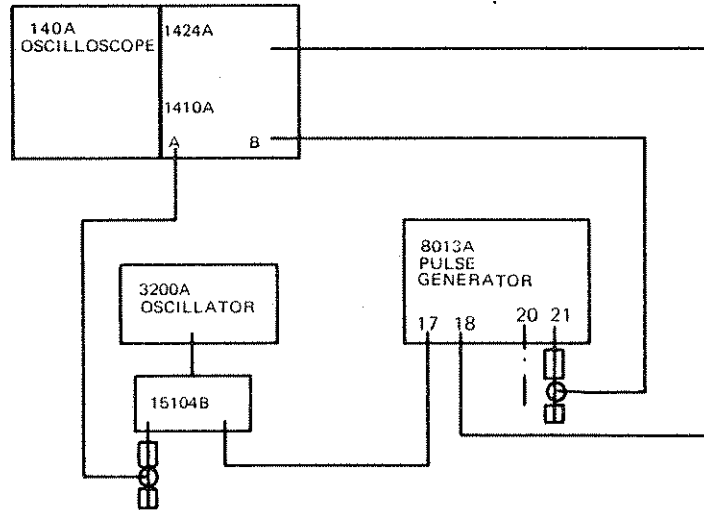 140A
OSCILLOSCOPE
1424A
1410A
A
B
8013A
PULSE
GENERATOR
17 18 20 21
3200A
OSCILLATOR
15104B